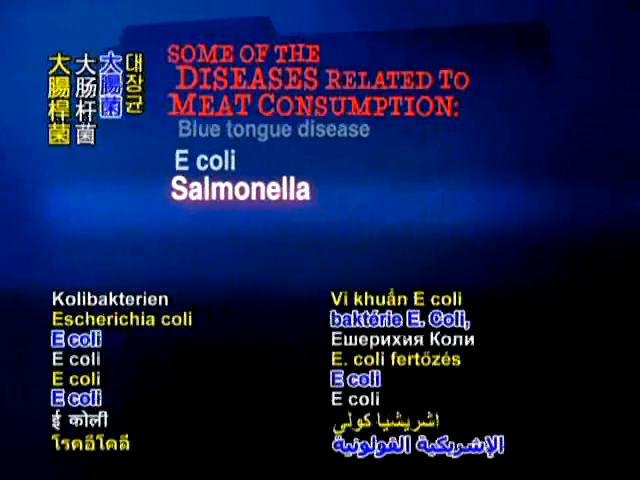 大腸桿菌
大肠杆菌
大腸菌
대장균
SOME OF THE
DISEASES RELATED TO
MEAT CONSUMPTION:
Blue tongue disease
E coli
Salmonella
Kolibakterien
Escherichia coli
E coli
E coli
E coli
E coli
ई कोली
โรคอีโคลี
Vi khuẩn E coli
baktérie E. Coli,
Ешерихия Коли
E. coli fertőzés
E coli
E coli
اشريشيا كولي
الإشريكية القولونية